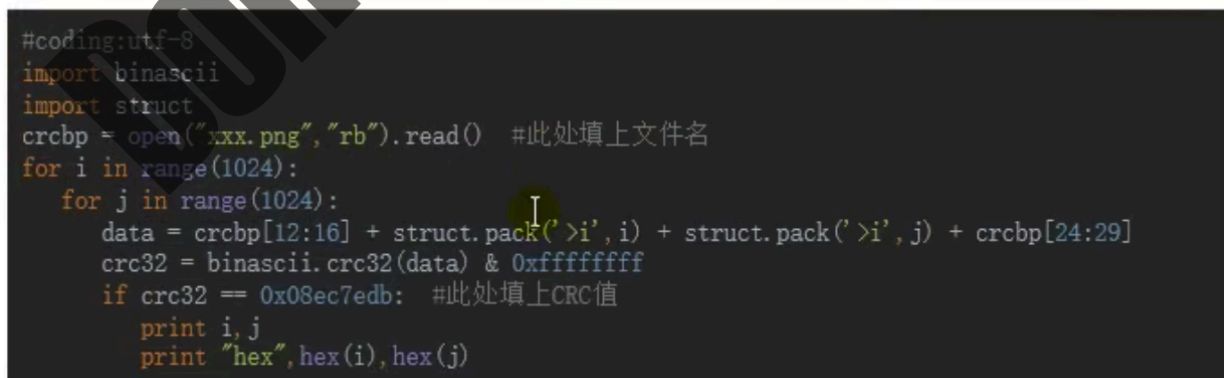 #coding:utf-8
import binascii
import struct
crcbp = open("xxx.png","rb").read()  #此处填上文件名
for i in range(1024):
   for j in range(1024):
      data = crcbp[12:16] + struct.pack('>i',i) + struct.pack('>i',j) + crcbp[24:29]
      crc32 = binascii.crc32(data) & 0xffffffff
      if crc32 == 0x08ec7edb:  #此处填上CRC值
         print i,j
         print "hex",hex(i),hex(j)